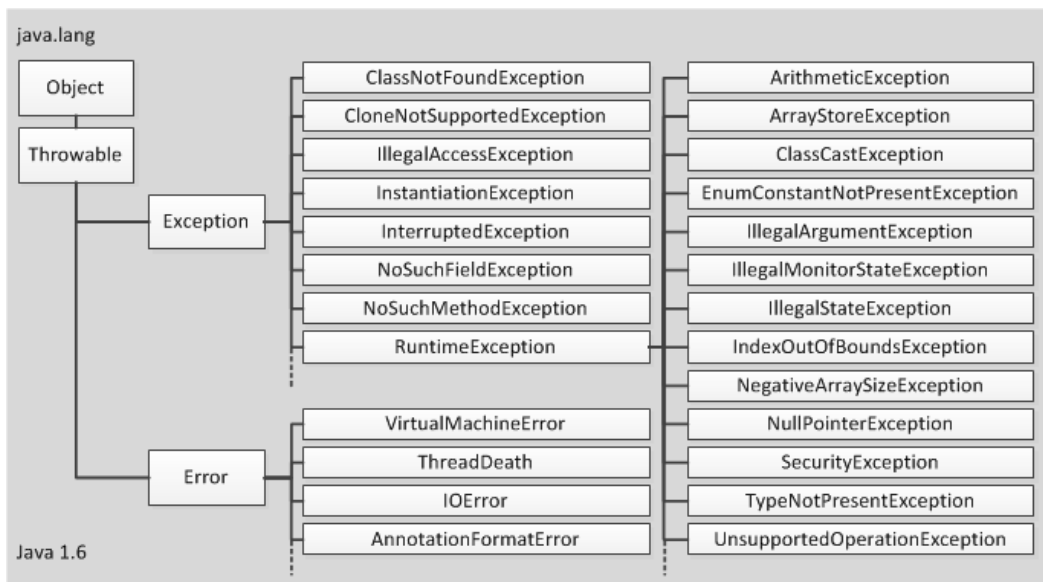 java.lang
Object
Throwable
Exception
ClassNotFoundException
CloneNotSupportedException
IllegalAccessException
InstantiationException
InterruptedException
NoSuchFieldException
NoSuchMethodException
RuntimeException
ArithmeticException
ArrayStoreException
ClassCastException
EnumConstantNotPresentException
IllegalArgumentException
IllegalMonitorStateException
IllegalStateException
IndexOutOfBoundsException
NegativeArraySizeException
NullPointerException
SecurityException
TypeNotPresentException
UnsupportedOperationException
Error
VirtualMachineError
ThreadDeath
IOError
AnnotationFormatError
Java 1.6